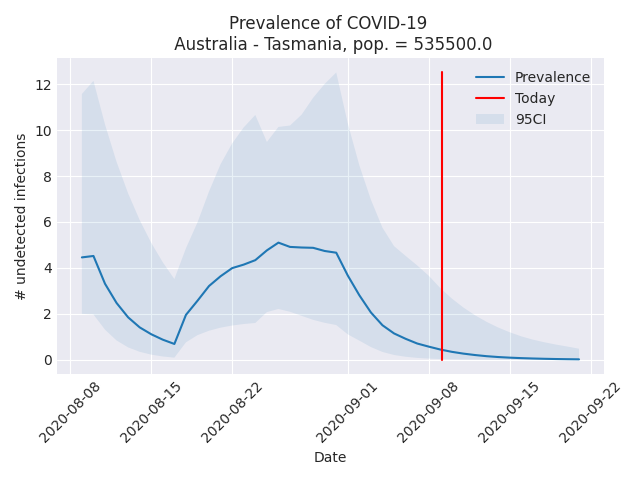 Prevalence of COVID-19
Australia - Tasmania, pop. = 535500.0
Prevalence
Today
95CI
# undetected infections
12
10
8
6
4
2
0
2020-08-08
2020-08-15
2020-08-22
2020-09-01
2020-09-08
2020-09-15
2020-09-22
Date